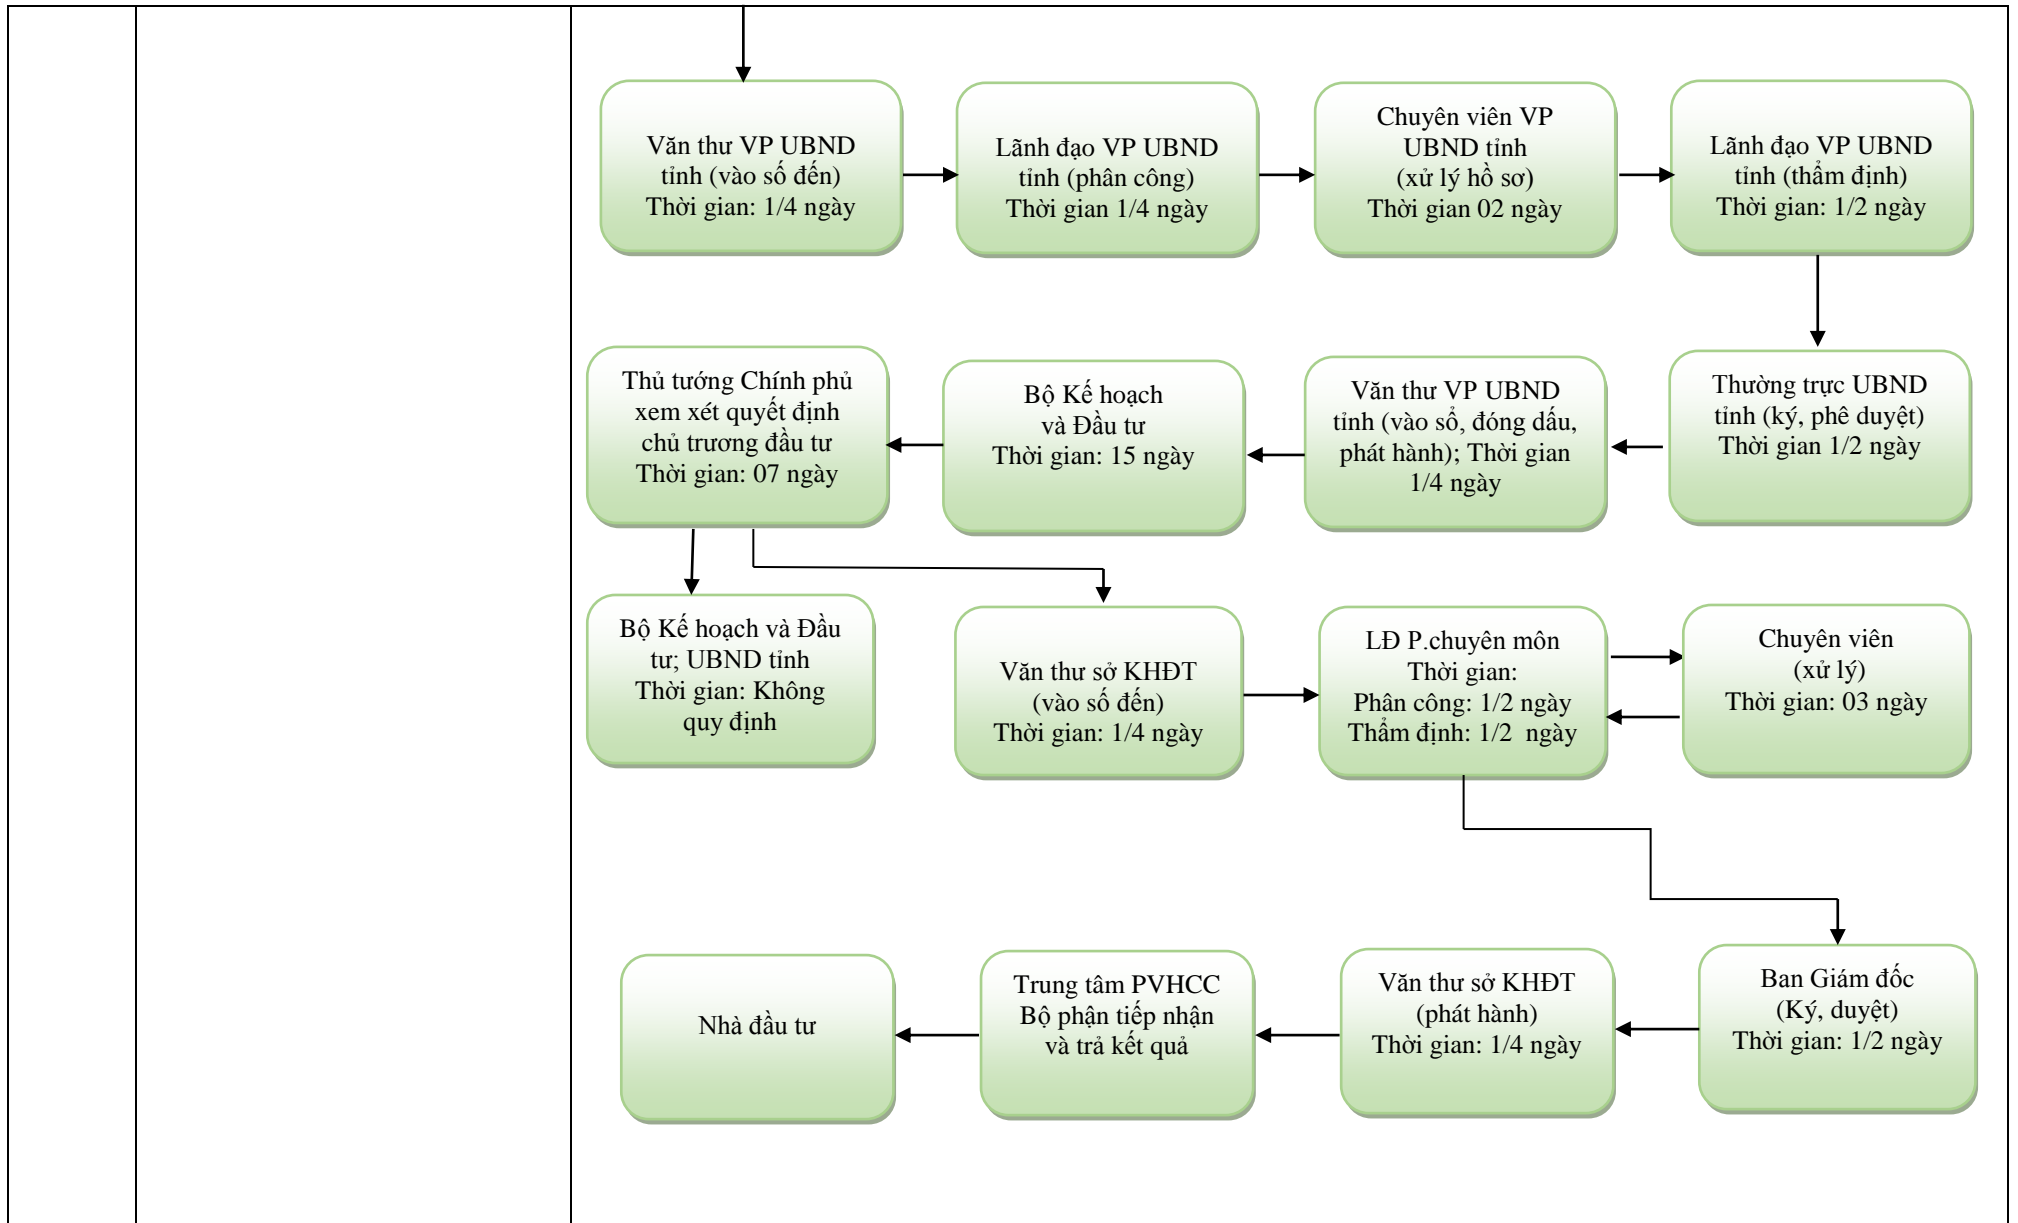 Văn thư VP UBND
tỉnh (vào số đến)
Thời gian: 1/4 ngày
Lãnh đạo VP UBND
tỉnh (phân công)
Thời gian 1/4 ngày
Chuyên viên VP
UBND tỉnh
(xử lý hồ sơ)
Thời gian 02 ngày
Lãnh đạo VP UBND
tỉnh (thẩm định)
Thời gian: 1/2 ngày
Thường trực UBND
tỉnh (ký, phê duyệt)
Thời gian 1/2 ngày
Văn thư VP UBND
tỉnh (vào sổ, đóng dấu,
phát hành); Thời gian
1/4 ngày
Bộ Kế hoạch
và Đầu tư
Thời gian: 15 ngày
Thủ tướng Chính phủ
xem xét quyết định
chủ trương đầu tư
Thời gian: 07 ngày
Bộ Kế hoạch và Đầu
tư; UBND tỉnh
Thời gian: Không
quy định
Văn thư sở KHĐT
(vào số đến)
Thời gian: 1/4 ngày
LĐ P.chuyên môn
Thời gian:
Phân công: 1/2 ngày
Thẩm định: 1/2 ngày
Chuyên viên
(xử lý)
Thời gian: 03 ngày
Ban Giám đốc
(Ký, duyệt)
Thời gian: 1/2 ngày
Văn thư sở KHĐT
(phát hành)
Thời gian: 1/4 ngày
Trung tâm PVHCC
Bộ phận tiếp nhận
và trả kết quả
Nhà đầu tư